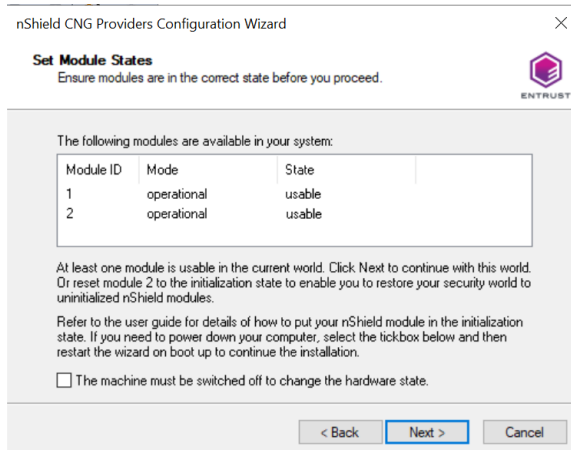 nShield CNG Providers Configuration Wizard
Set Module States
Ensure modules are in the correct state before you proceed.
ENTRUST
The following modules are available in your system:
Module ID Mode State
1 operational usable
2 operational usable
At least one module is usable in the current world. Click Next to continue with this world.
Or reset module 2 to the initialization state to enable you to restore your security world to
uninitialized nShield modules.
Refer to the user guide for details of how to put your nShield module in the initialization
state. If you need to power down your computer, select the tickbox below and then
restart the wizard on boot up to continue the installation.
The machine must be switched off to change the hardware state.
< Back Next > Cancel